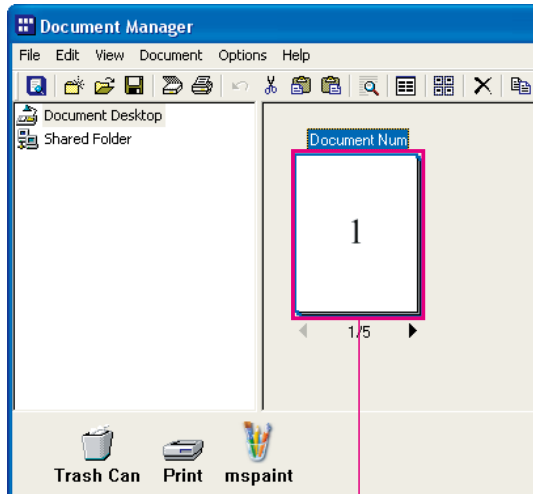 Document Manager
File Edit View Document Options Help
Document Desktop
Shared Folder
Document Num
1
1/5
Trash Can Print mspaint